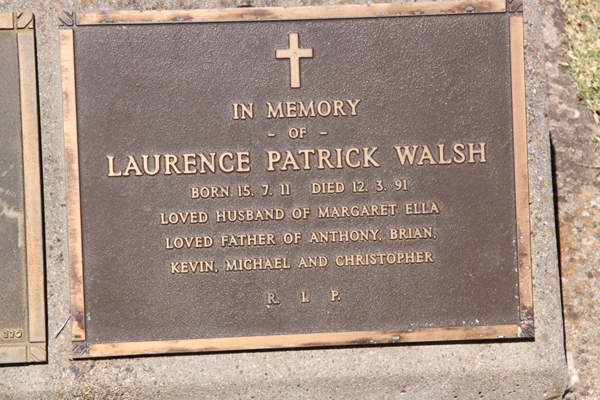 IN MEMORY
- OF -
LAURENCE PATRICK WALSH
BORN 15. 7. 11 DIED 12. 3. 91
LOVED HUSBAND OF MARGARET ELLA
LOVED FATHER OF ANTHONY, BRIAN,
KEVIN, MICHAEL AND CHRISTOPHER
R. I. P.